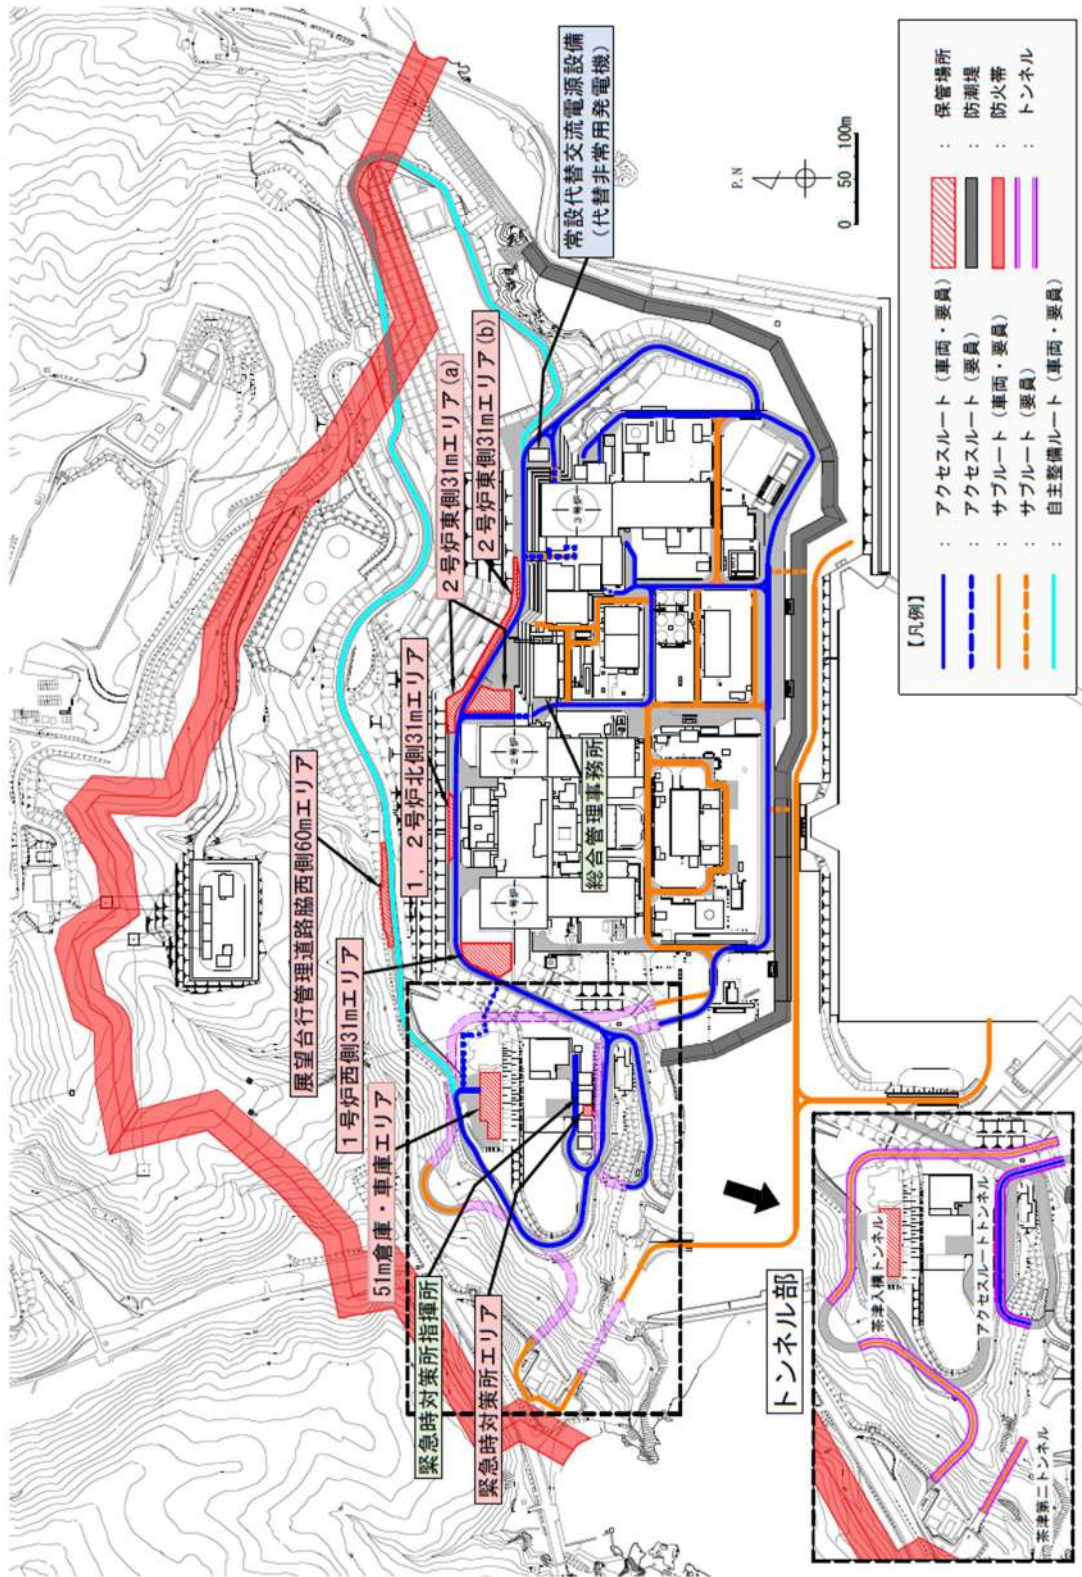 展望台行管理道路脇西側60mエリア
1号炉西側31mエリア
51m倉庫・車庫エリア
緊急時対策所指揮所
緊急時対策所エリア
1，2号炉北側31mエリア
2号炉東側31mエリア(a)
2号炉東側31mエリア(b)
常設代替交流電源設備
（代替非常用発電機）
総合管理事務所
1号炉
2号炉
3号炉
P.N
0 50 100m
トンネル部
茶津入構トンネル
アクセスルートトンネル
茶津第二トンネル
【凡例】
： アクセスルート（車両・要員）
： アクセスルート（要員）
： サブルート（車両・要員）
： サブルート（要員）
： 自主整備ルート（車両・要員）
： 保管場所
： 防潮堤
： 防火帯
： トンネル